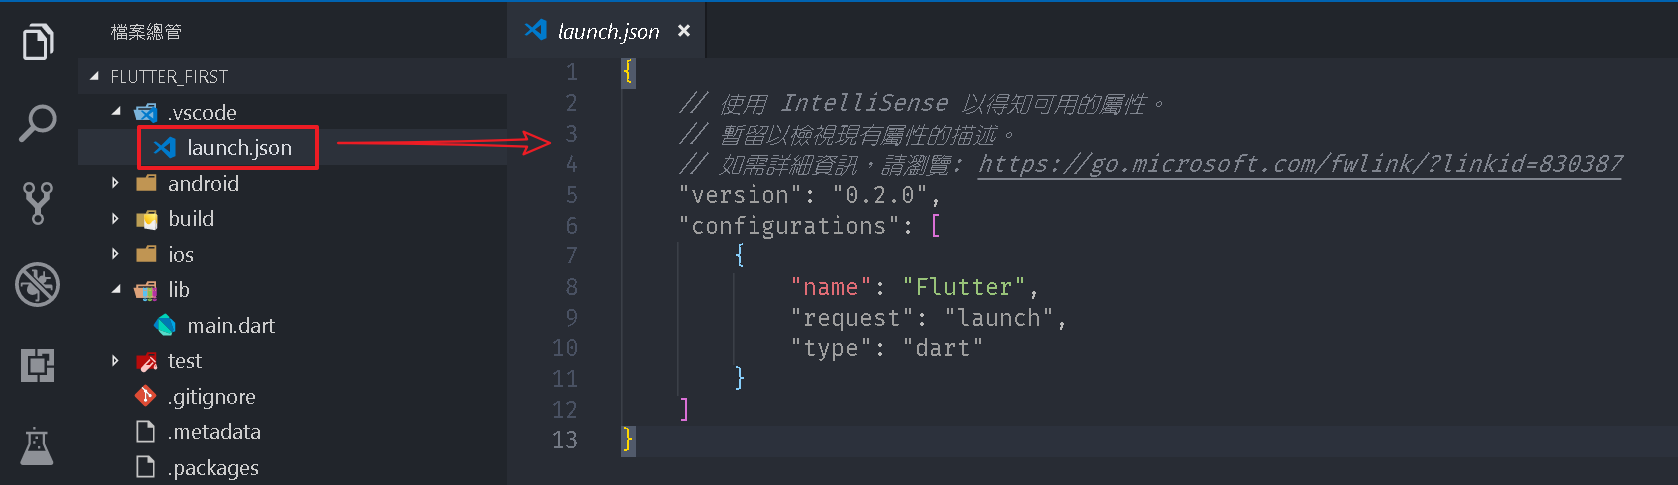 檔案總管
FLUTTER_FIRST
.vscode
launch.json
android
build
ios
lib
main.dart
test
.gitignore
.metadata
.packages
launch.json ×
1 {
2 // 使用 IntelliSense 以得知可用的屬性。
3 // 暫留以檢視現有屬性的描述。
4 // 如需詳細資訊，請瀏覽: https://go.microsoft.com/fwlink/?linkid=830387
5 "version": "0.2.0",
6 "configurations": [
7 {
8 "name": "Flutter",
9 "request": "launch",
10 "type": "dart"
11 }
12 ]
13 }